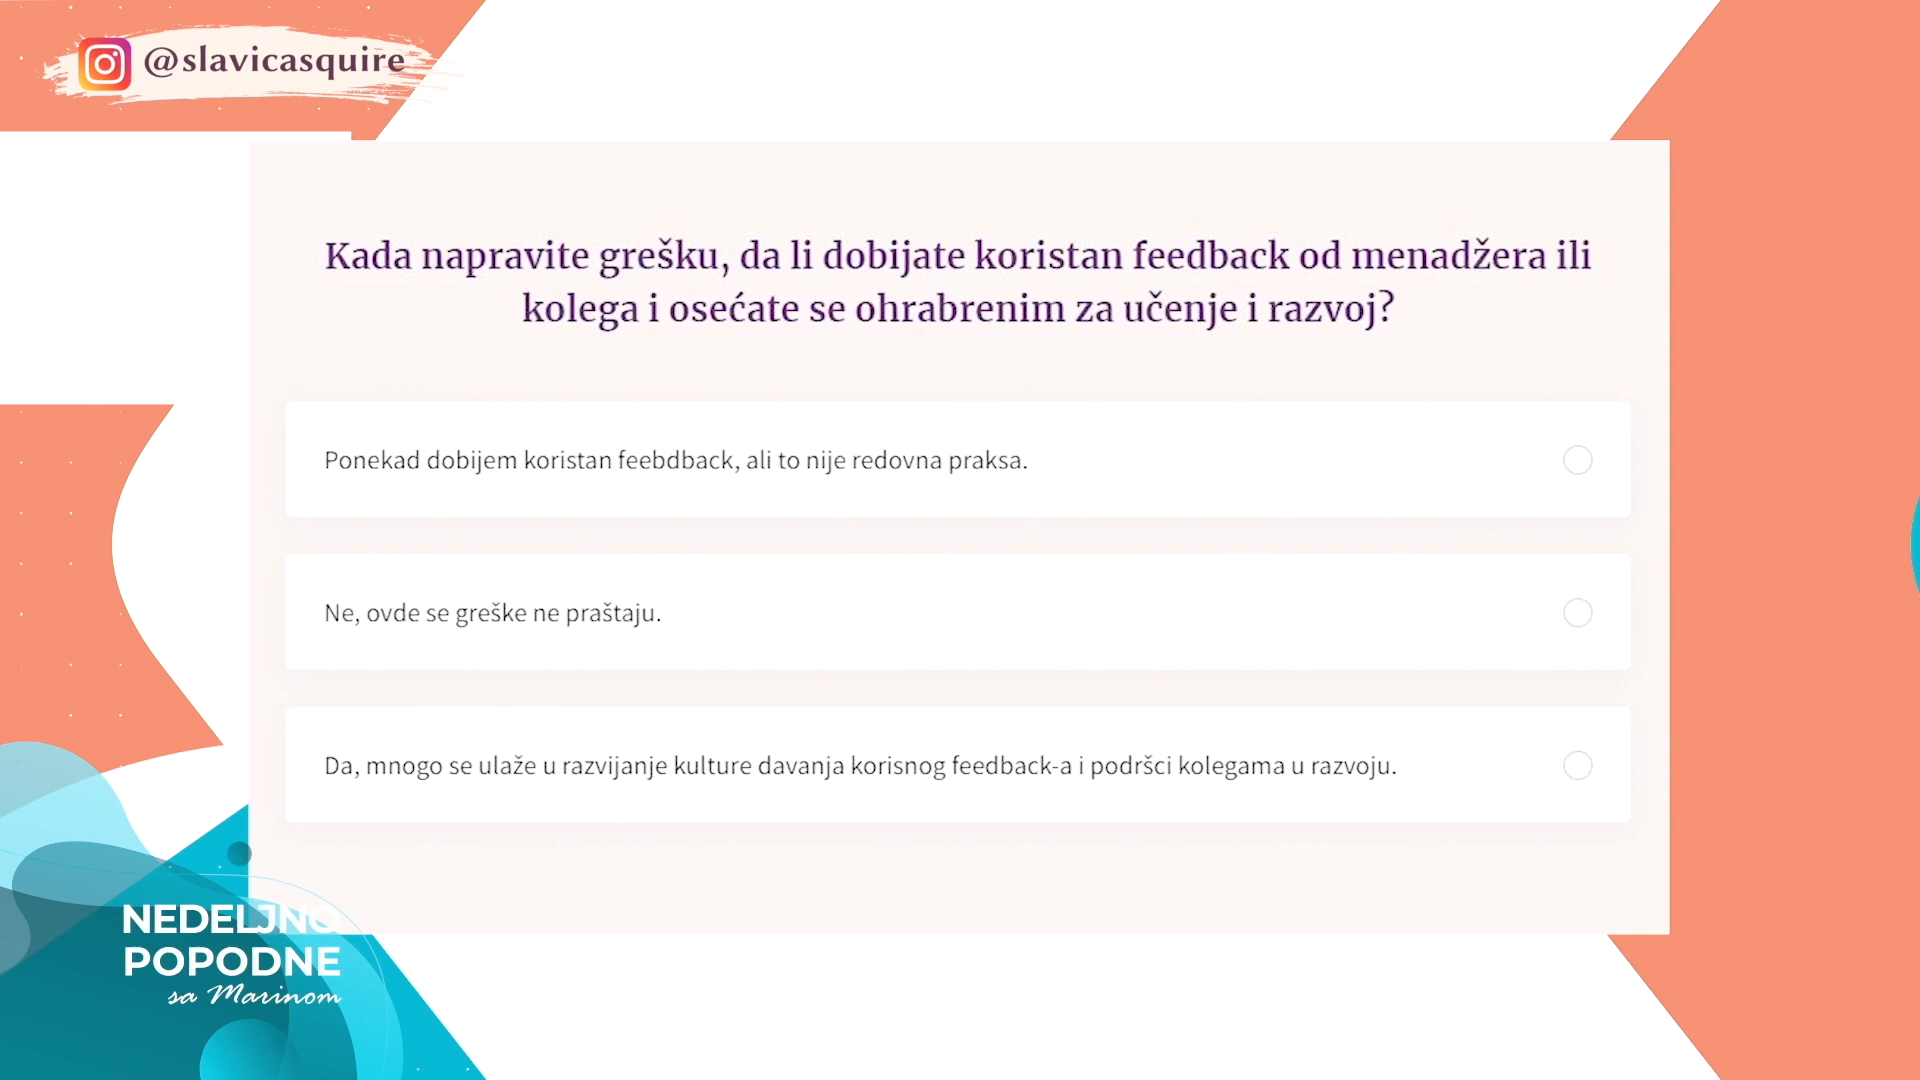 @slavicasquire
Kada napravite grešku, da li dobijate koristan feedback od menadžera ili
kolega i osećate se ohrabrenim za učenje i razvoj?
Ponekad dobijem koristan feebdback, ali to nije redovna praksa.
Ne, ovde se greške ne praštaju.
Da, mnogo se ulaže u razvijanje kulture davanja korisnog feedback-a i podršci kolegama u razvoju.
NEDELJNO
POPODNE
sa Marinom